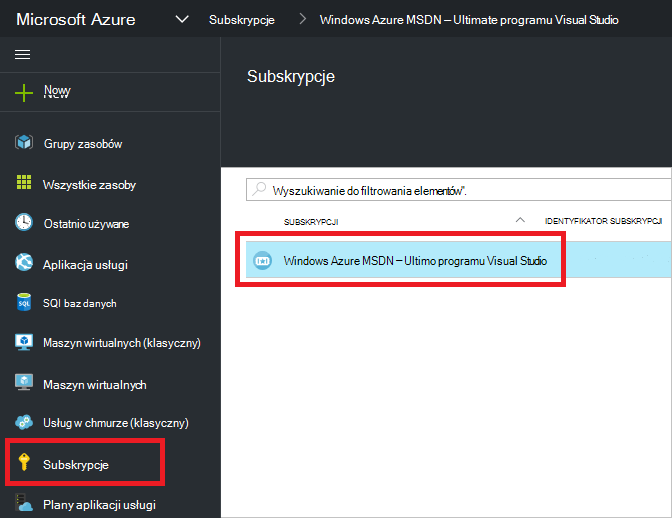 Microsoft Azure Subskrypcje Windows Azure MSDN – Ultimate programu Visual Studio
Nowy
Grupy zasobów
Wszystkie zasoby
Ostatnio używane
Aplikacja usługi
SQL SQI baz danych
Maszyn wirtualnych (klasyczny)
Maszyn wirtualnych
Usług w chmurze (klasyczny)
Subskrypcje
Plany aplikacji usługi
Subskrypcje
Wyszukiwanie do filtrowania elementów".
SUBSKRYPCJI IDENTYFIKATOR SUBSKRYPCJI
Windows Azure MSDN – Ultimo programu Visual Studio